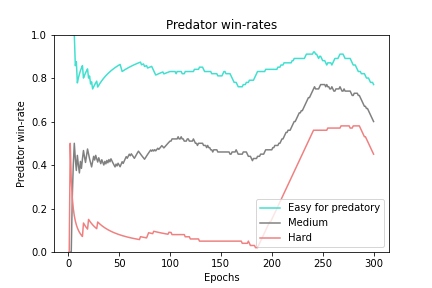 Predator win-rates
Predator win-rate
1.0
0.8
0.6
0.4
0.2
0.0
0
50
100
150
200
250
300
Epochs
Easy for predatory
Medium
Hard